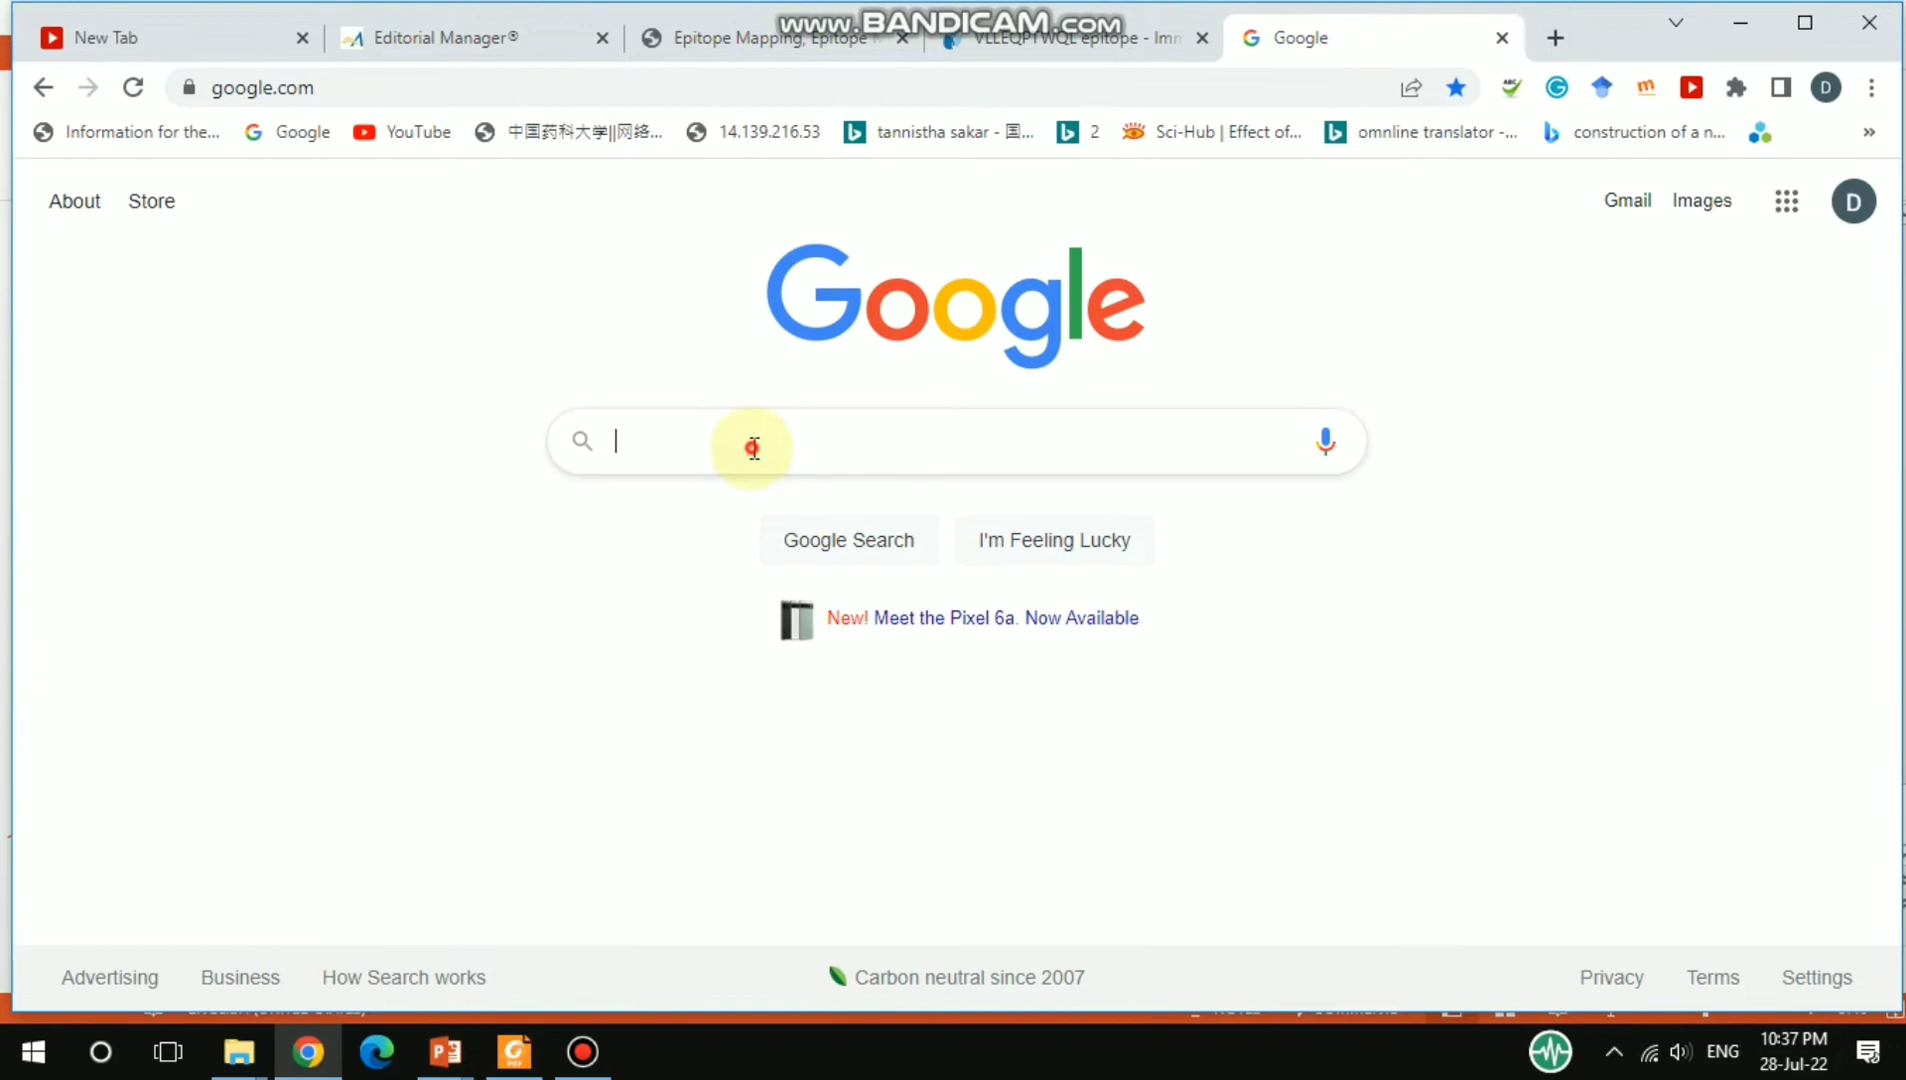 www.BANDICAM.com
New Tab
Editorial Manager®
Epitope Mapping, Epitope
VLLEQPTWQL epitope - Imm
Google
google.com
D
Information for the...
Google
YouTube
中国药科大学||网络...
14.139.216.53
tannistha sakar - 国...
2
Sci-Hub | Effect of...
omnline translator -...
construction of a n...
»
About
Store
Gmail
Images
D
Google
Google Search
I'm Feeling Lucky
New! Meet the Pixel 6a. Now Available
Advertising
Business
How Search works
Carbon neutral since 2007
Privacy
Terms
Settings
ENG
10:37 PM
28-Jul-22